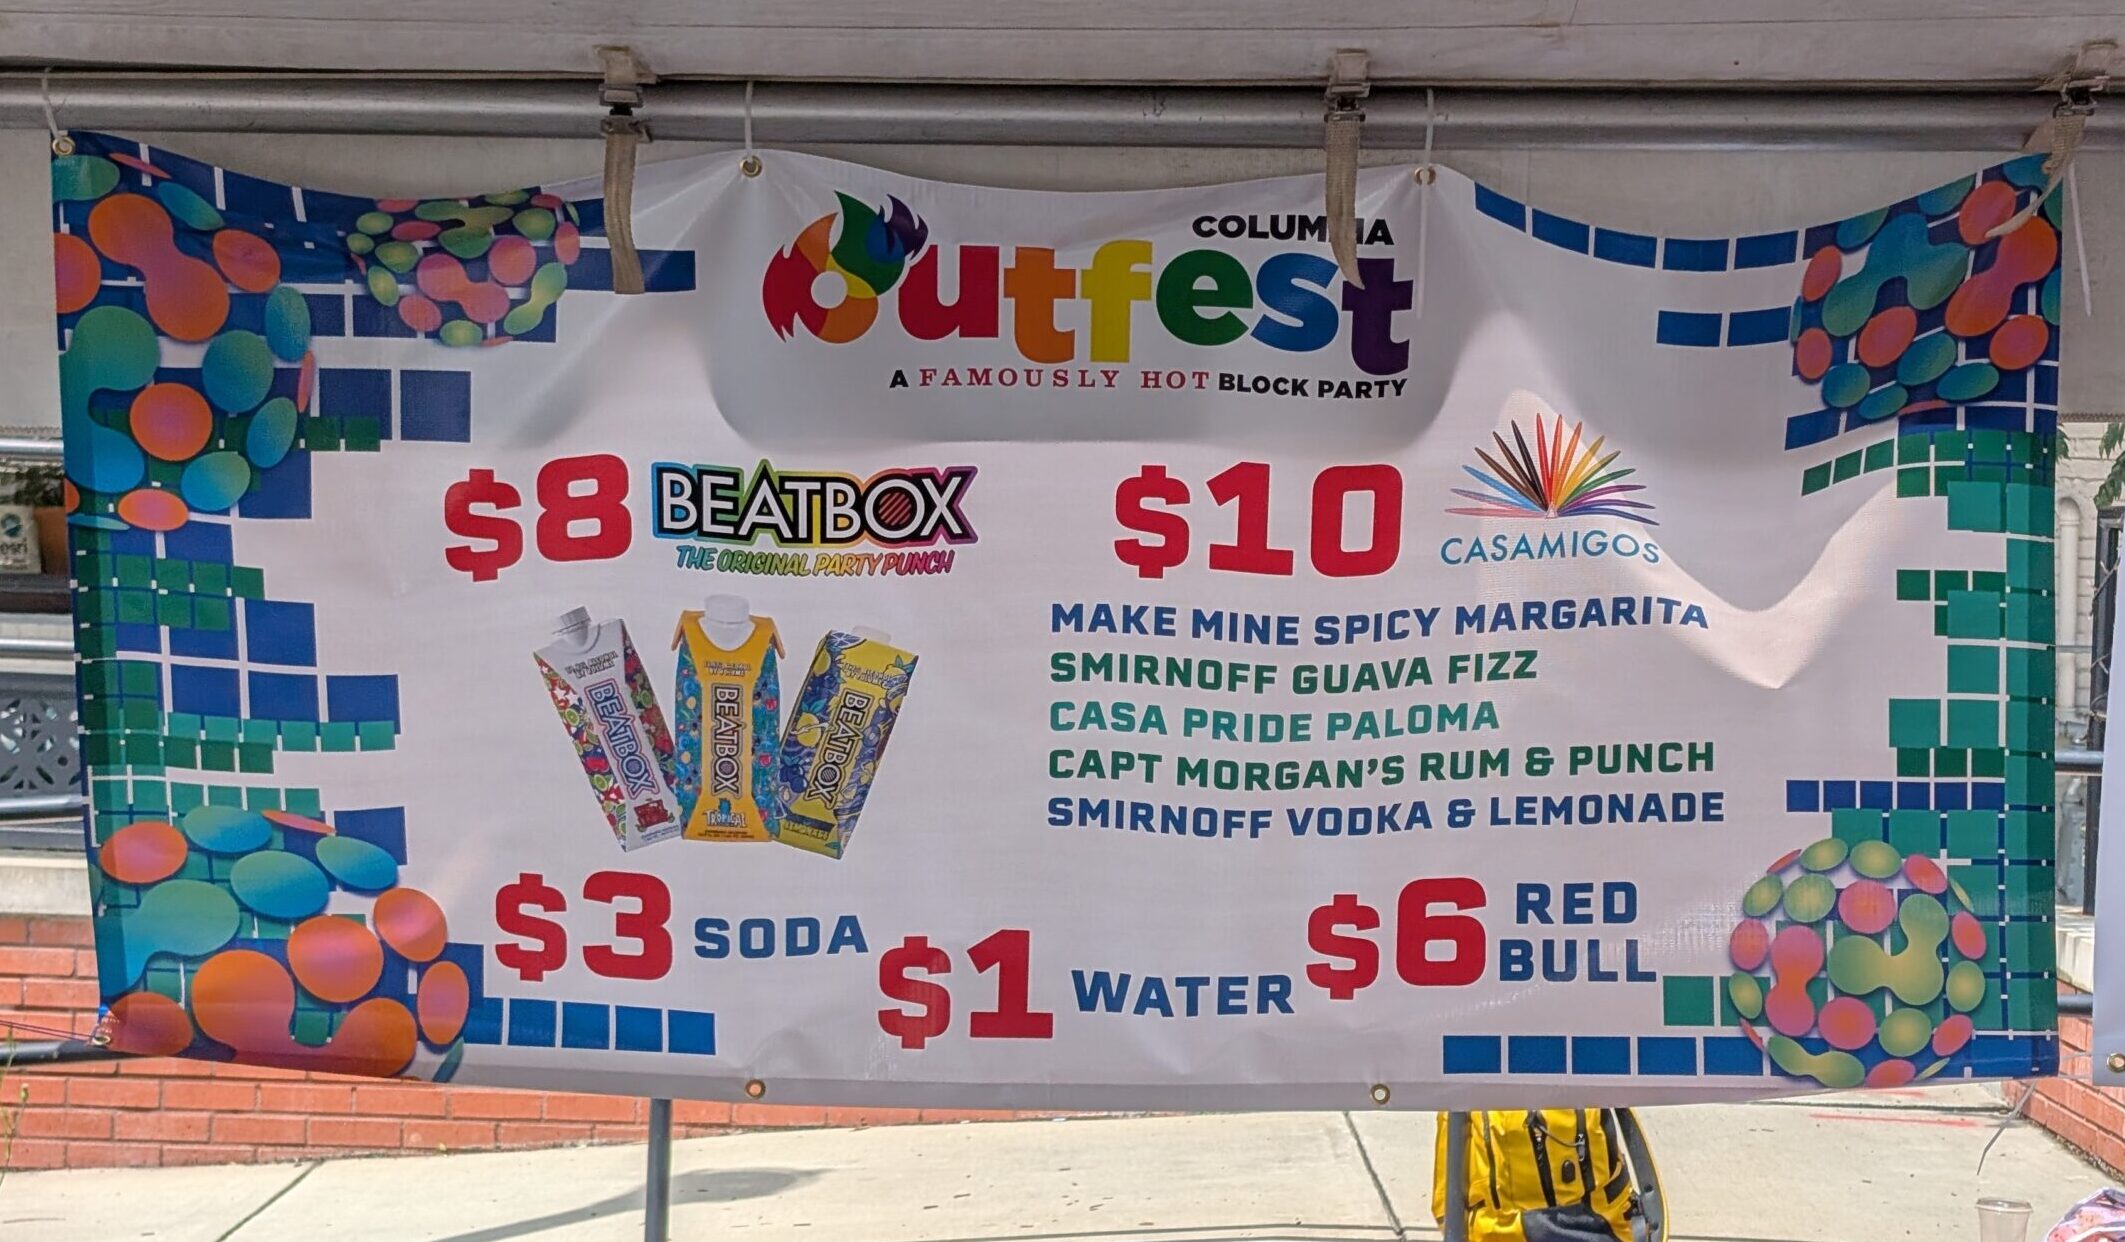 COLUMBIA
Outfest
A FAMOUSLY HOT BLOCK PARTY
$8 BEATBOX
THE ORIGINAL PARTY PUNCH
BEATBOX
BEATBOX
TROPICAL
BEATBOX
LEMONADE
$10 CASAMIGOS
MAKE MINE SPICY MARGARITA
SMIRNOFF GUAVA FIZZ
CASA PRIDE PALOMA
CAPT MORGAN'S RUM & PUNCH
SMIRNOFF VODKA & LEMONADE
$3 SODA
$1 WATER
$6 RED
BULL